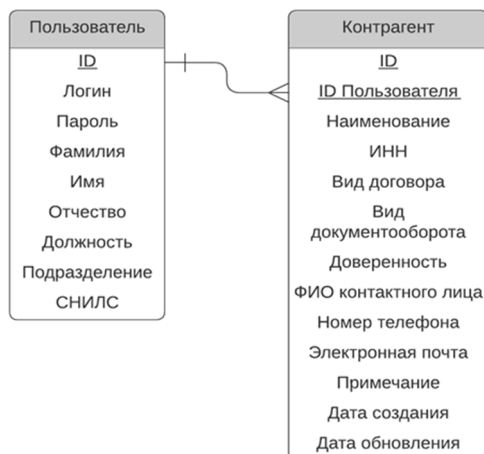 Пользователь
ID
Логин
Пароль
Фамилия
Имя
Отчество
Должность
Подразделение
СНИЛС
Контрагент
ID
ID Пользователя
Наименование
ИНН
Вид договора
Вид
документооборота
Доверенность
ФИО контактного лица
Номер телефона
Электронная почта
Примечание
Дата создания
Дата обновления